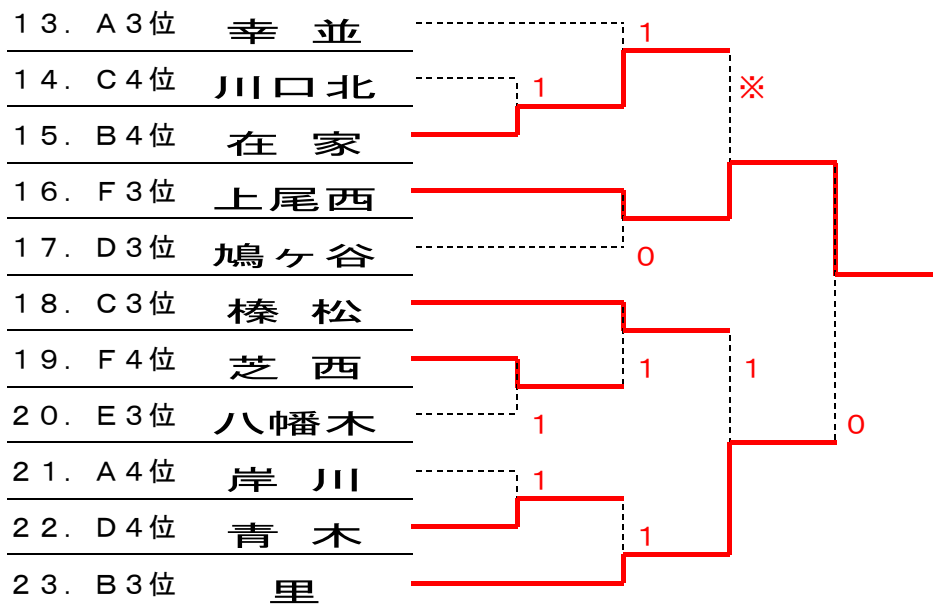 １３．Ａ３位 幸 並
1
１４．Ｃ４位 川口北
1
※
１５．Ｂ４位 在 家
１６．Ｆ３位 上尾西
１７．Ｄ３位 鳩ヶ谷
0
１８．Ｃ３位 榛 松
１９．Ｆ４位 芝 西
1
1
２０．Ｅ３位 八幡木
1
0
２１．Ａ４位 岸 川
1
２２．Ｄ４位 青 木
1
２３．Ｂ３位 里